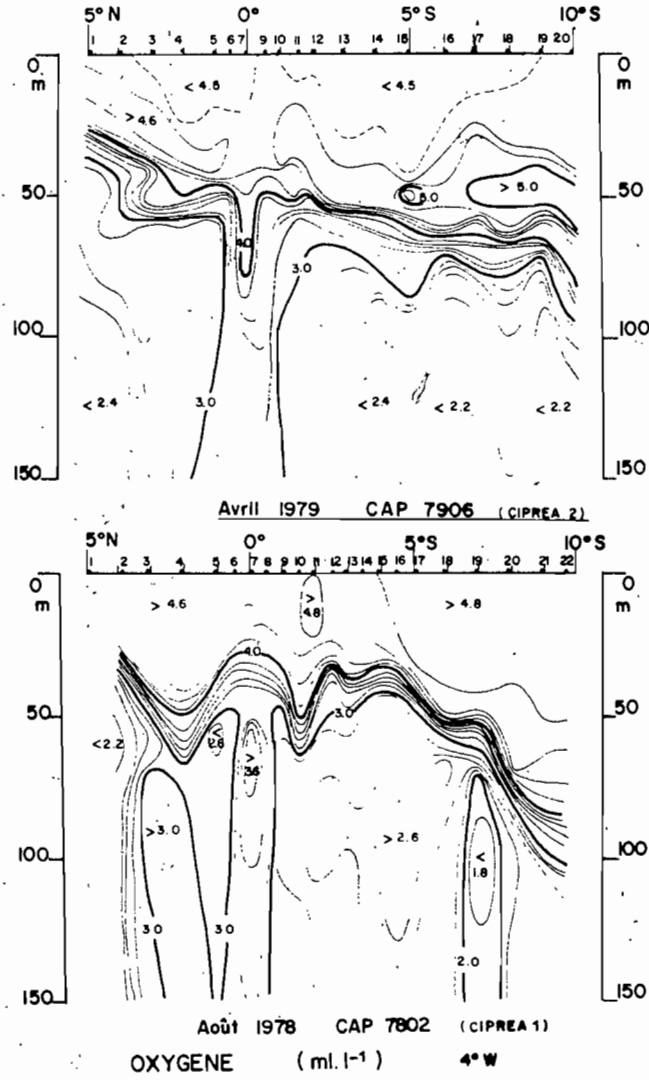 5°N 0° 5°S 10°S
1 2 3 4 5 6 7 9 10 11 12 13 14 15 16 17 18 19 20
0 0
m m
< 4.6 < 4.5
> 4.6
50 > 5.0 50
5.0
4.0
3.0
100 100
< 2.4 3.0 < 2.4 < 2.2 < 2.2
150 150
Avril 1979 CAP 7906 (CIPREA 2)
5°N 0° 5°S 10°S
1 2 3 4 5 6 7 8 9 10 11 12 13 14 15 16 17 18 19 20 21 22
0 0
m m
> 4.6 > 4.8 > 4.8
4.0
50 3.0 50
<2.2 < 2.6 > 3.6
>3.0 > 2.6
100 < 1.8 100
3.0 3.0
2.0
150 150
Août 1978 CAP 7802 (CIPREA 1)
OXYGENE (ml. l⁻¹) 4° W